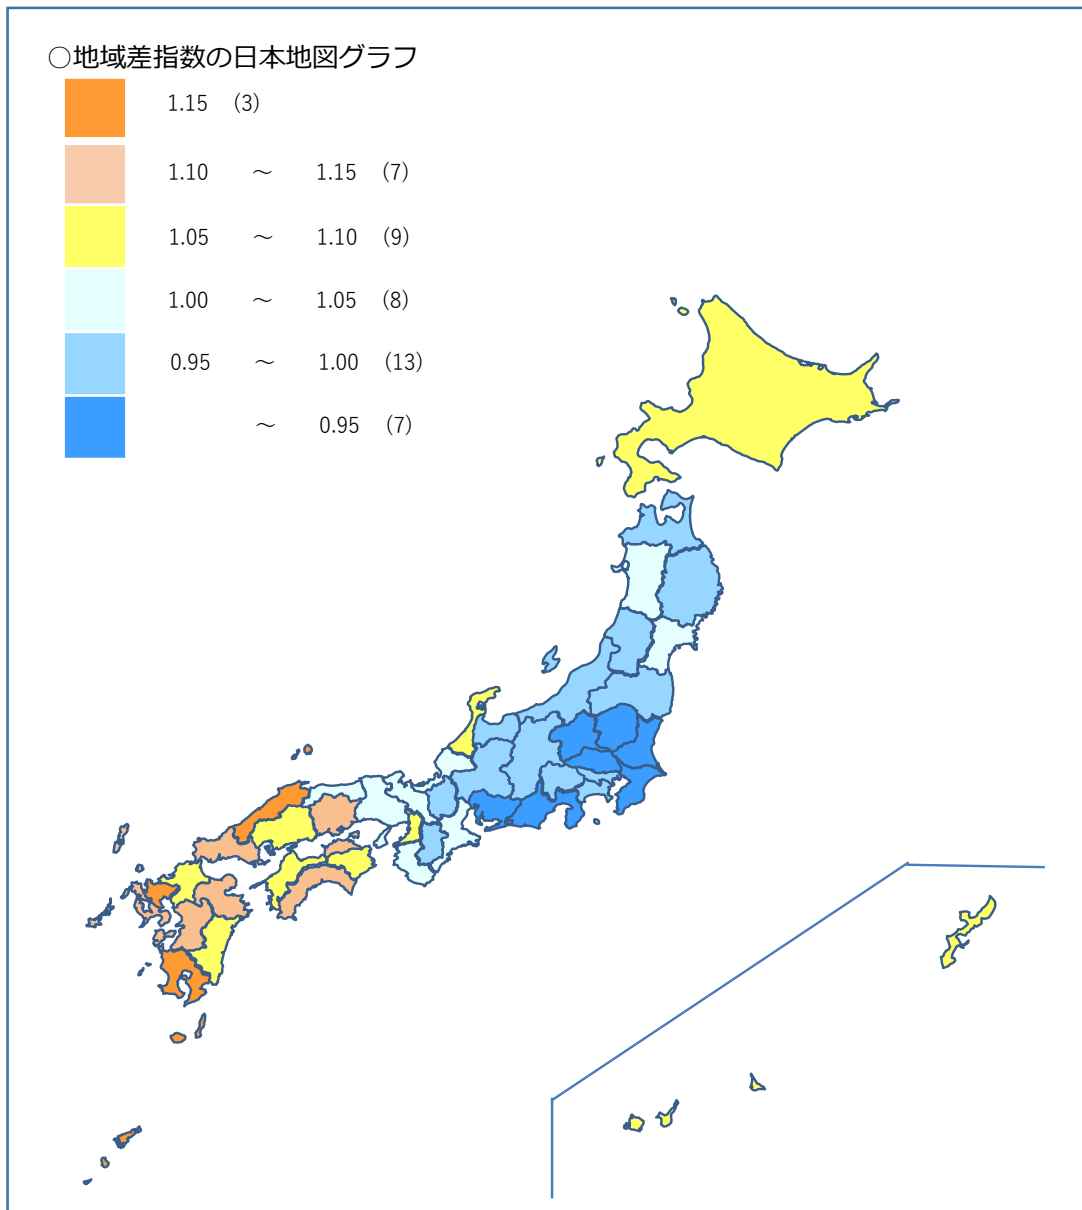 ○地域差指数の日本地図グラフ
1.15 (3)
1.10 ～ 1.15 (7)
1.05 ～ 1.10 (9)
1.00 ～ 1.05 (8)
0.95 ～ 1.00 (13)
～ 0.95 (7)